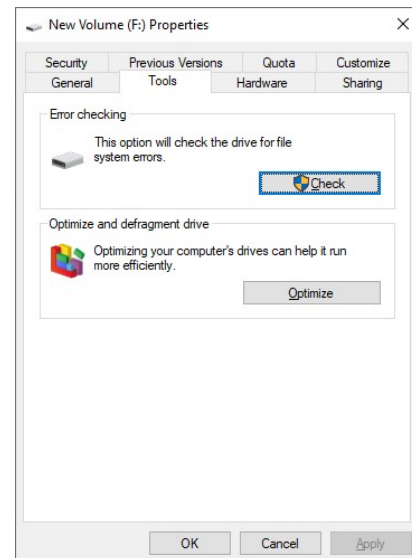 New Volume (F:) Properties
Security Previous Versions Quota Customize
General Tools Hardware Sharing
Error checking
This option will check the drive for file
system errors.
Check
Optimize and defragment drive
Optimizing your computer's drives can help it run
more efficiently.
Optimize
OK Cancel Apply